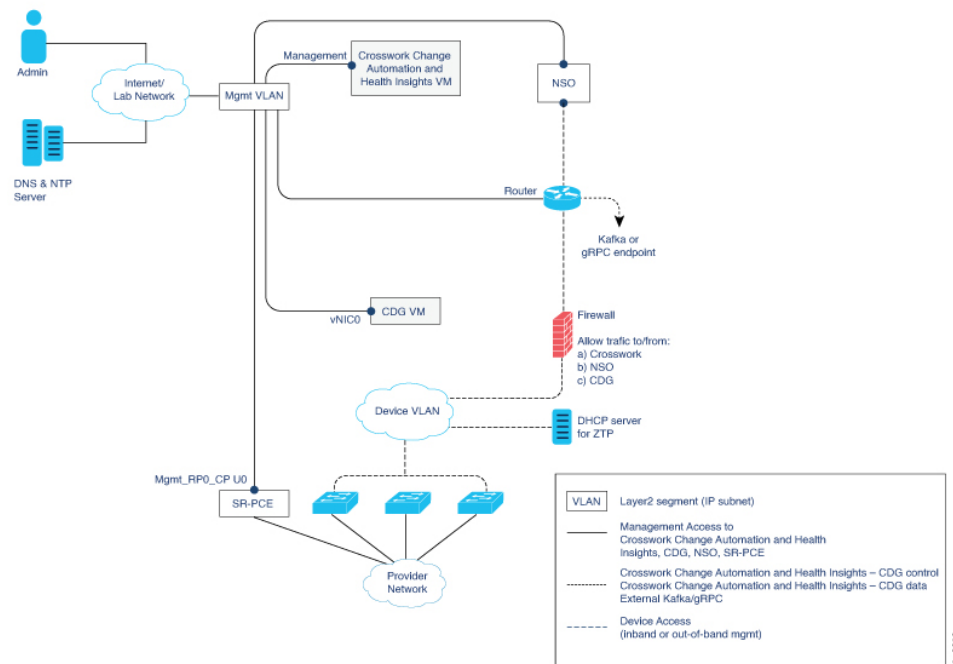 Admin
Internet/
Lab Network
DNS & NTP
Server
Mgmt VLAN
Management
Crosswork Change
Automation and
Health Insights VM
NSO
Router
Kafka or
gRPC endpoint
vNIC0
CDG VM
Firewall
Allow trafic to/from:
a) Crosswork
b) NSO
c) CDG
Device VLAN
DHCP server
for ZTP
Mgmt_RP0_CP U0
SR-PCE
Provider
Network
VLAN Layer2 segment (IP subnet)
Management Access to
Crosswork Change Automation and Health
Insights, CDG, NSO, SR-PCE
Crosswork Change Automation and Health Insights – CDG control
Crosswork Change Automation and Health Insights – CDG data
External Kafka/gRPC
Device Access
(inband or out-of-band mgmt)